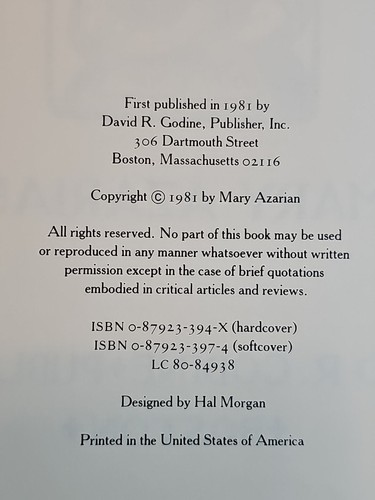 First published in 1981 by
David R. Godine, Publisher, Inc.
306 Dartmouth Street
Boston, Massachusetts 02116
Copyright © 1981 by Mary Azarian
All rights reserved. No part of this book may be used
or reproduced in any manner whatsoever without written
permission except in the case of brief quotations
embodied in critical articles and reviews.
ISBN 0-87923-394-X (hardcover)
ISBN 0-87923-397-4 (softcover)
LC 80-84938
Designed by Hal Morgan
Printed in the United States of America